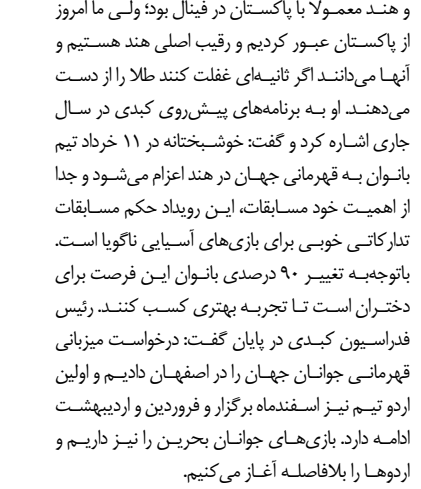 و هند معمولا با پاکستان در فینال بود؛ ولی ما امروز
از پاکستان عبور کردیم و رقیب اصلی هند هستیم و
آنها می‌دانند اگر ثانیه‌ای غفلت کنند طلا را از دست
می‌دهند. او به برنامه‌های پیش‌روی کبدی در سال
جاری اشاره کرد و گفت: خوشبختانه در ۱۱ خرداد تیم
بانوان به قهرمانی جهان در هند اعزام می‌شود و جدا
از اهمیت خود مسابقات، این رویداد حکم مسابقات
تدارکاتی خوبی برای بازی‌های آسیایی ناگویا است.
باتوجه‌به تغییر ۹۰ درصدی بانوان این فرصت برای
دختران است تا تجربه بهتری کسب کنند. رئیس
فدراسیون کبدی در پایان گفت: درخواست میزبانی
قهرمانی جوانان جهان را در اصفهان دادیم و اولین
اردو تیم نیز اسفندماه برگزار و فروردین و اردیبهشت
ادامه دارد. بازی‌های جوانان بحرین را نیز داریم و
اردوها را بلافاصله آغاز می‌کنیم.